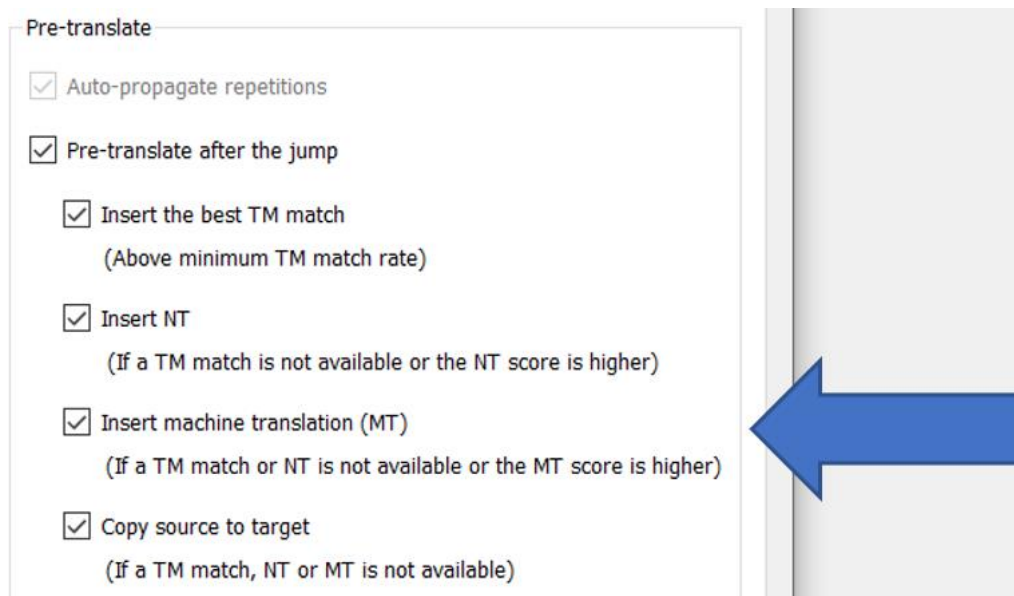 Pre-translate
Auto-propagate repetitions
Pre-translate after the jump
Insert the best TM match
(Above minimum TM match rate)
Insert NT
(If a TM match is not available or the NT score is higher)
Insert machine translation (MT)
(If a TM match or NT is not available or the MT score is higher)
Copy source to target
(If a TM match, NT or MT is not available)